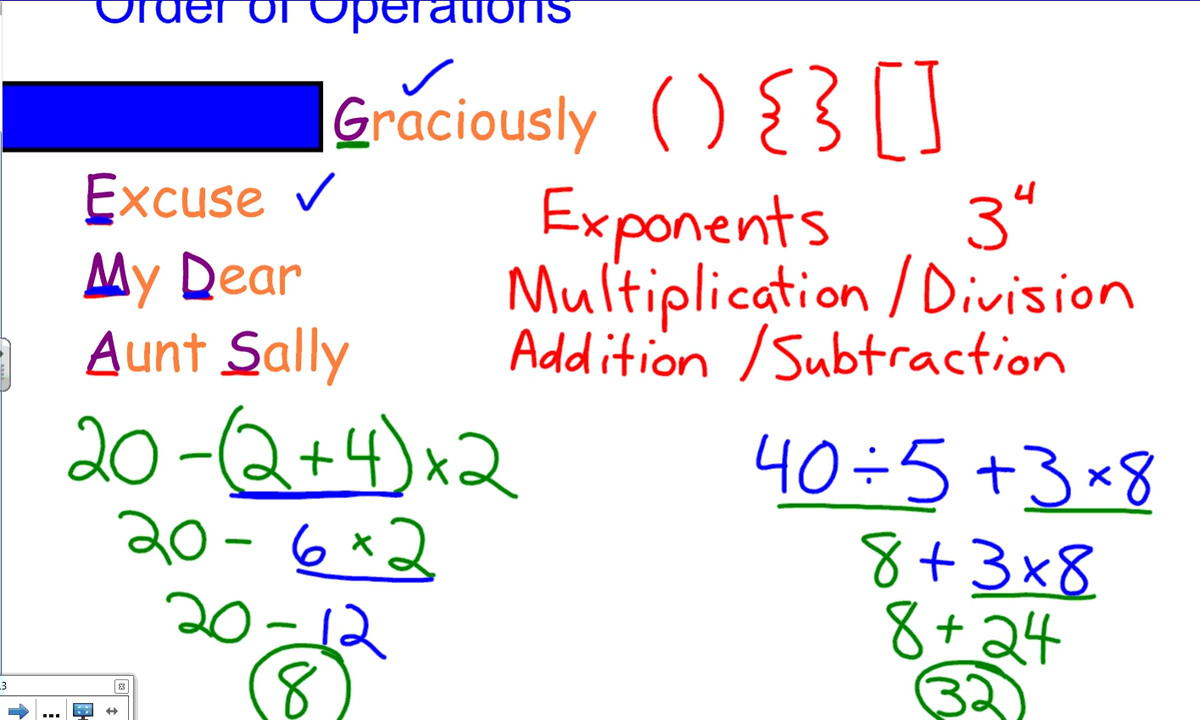 Order of Operations
Graciously ✓ ( ) { } [ ]
Excuse ✓ Exponents 3⁴
My Dear Multiplication / Division
Aunt Sally Addition / Subtraction
20 - (2 + 4) × 2
20 - 6 × 2
20 - 12
8
40 ÷ 5 + 3 × 8
8 + 3 × 8
8 + 24
32
.3
...